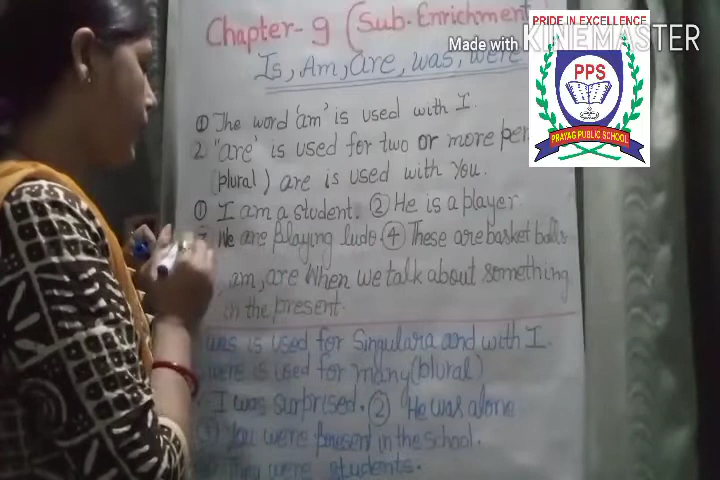 Chapter-9 (Sub. Enrichment
Is, Am, are, was, were
① The word 'am' is used with I.
2. "are' is used for two or more per
(plural) are is used with you.
① I am a student. ② He is a player
We are playing ludo ④ These are basket balls
, am, are When we talk about something
in the present.
was is used for Singulara and with I.
were is used for many (plural)
I was surprised. ② He was alone
You were present in the school.
They were students.
PRIDE IN EXCELLENCE
PPS
PRAYAG PUBLIC SCHOOL
Made with KINEMASTER